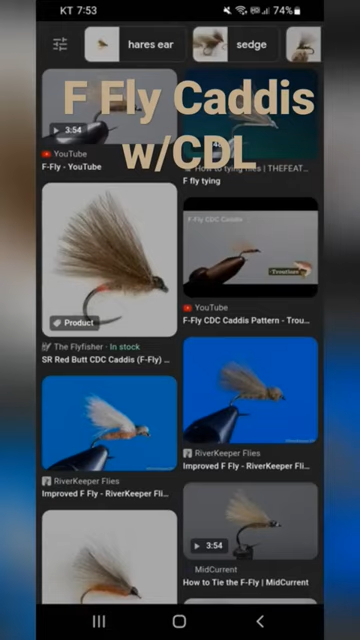 KT 7:53
74%
hares ear
sedge
F Fly Caddis
w/CDL
3:54
YouTube
F-Fly - YouTube
How to tying flies | THEFEAT...
F fly tying
F-Fly CDC Caddis
Product
The Flyfisher · In stock
SR Red Butt CDC Caddis (F-Fly) ...
YouTube
F-Fly CDC Caddis Pattern - Trou...
RiverKeeper Flies
Improved F Fly - RiverKeeper Fli...
RiverKeeper Flies
Improved F Fly - RiverKeeper Fli...
3:54
MidCurrent
How to Tie the F-Fly | MidCurrent